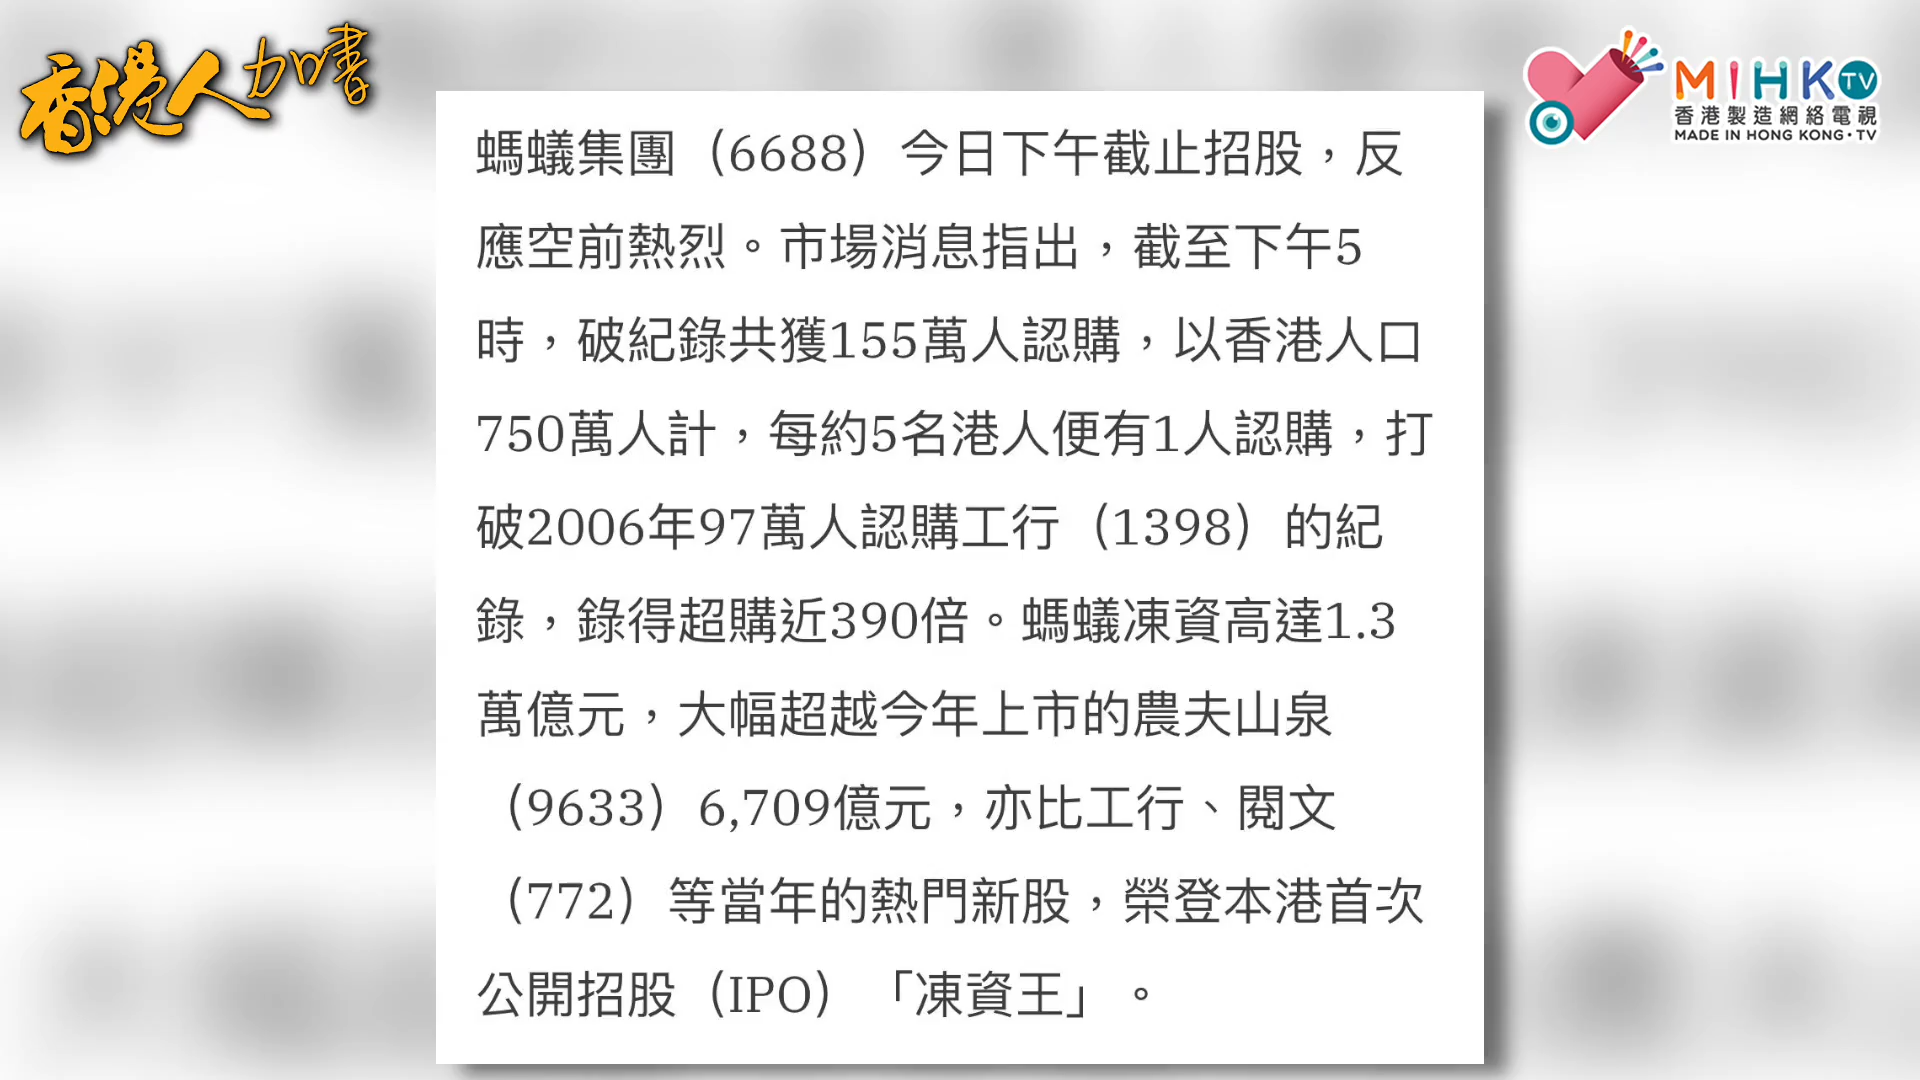 香港人加嘢
MIHK TV
香港製造網絡電視
MADE IN HONG KONG·TV
螞蟻集團（6688）今日下午截止招股，反
應空前熱烈。市場消息指出，截至下午5
時，破紀錄共獲155萬人認購，以香港人口
750萬人計，每約5名港人便有1人認購，打
破2006年97萬人認購工行（1398）的紀
錄，錄得超購近390倍。螞蟻凍資高達1.3
萬億元，大幅超越今年上市的農夫山泉
（9633）6,709億元，亦比工行、閱文
（772）等當年的熱門新股，榮登本港首次
公開招股（IPO）「凍資王」。